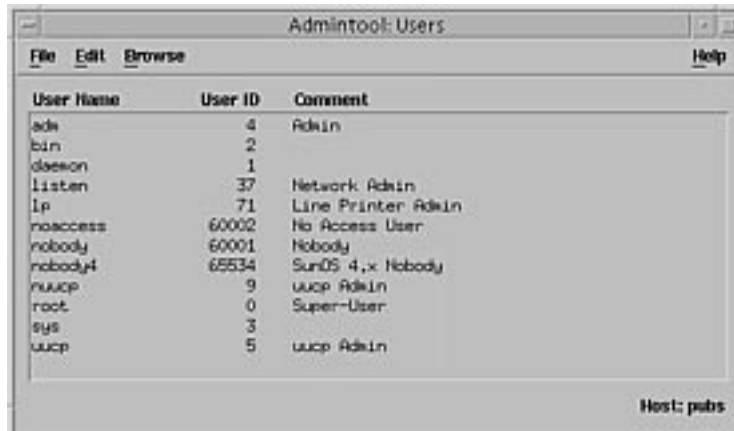 Admintool: Users
File Edit Browse Help
User Name User ID Comment
adm 4 Admin
bin 2
daemon 1
listen 37 Network Admin
lp 71 Line Printer Admin
noaccess 60002 No Access User
nobody 60001 Nobody
nobody4 65534 SunOS 4.x Nobody
nuucp 9 uucp Admin
root 0 Super-User
sys 3
uucp 5 uucp Admin
Host: pubs